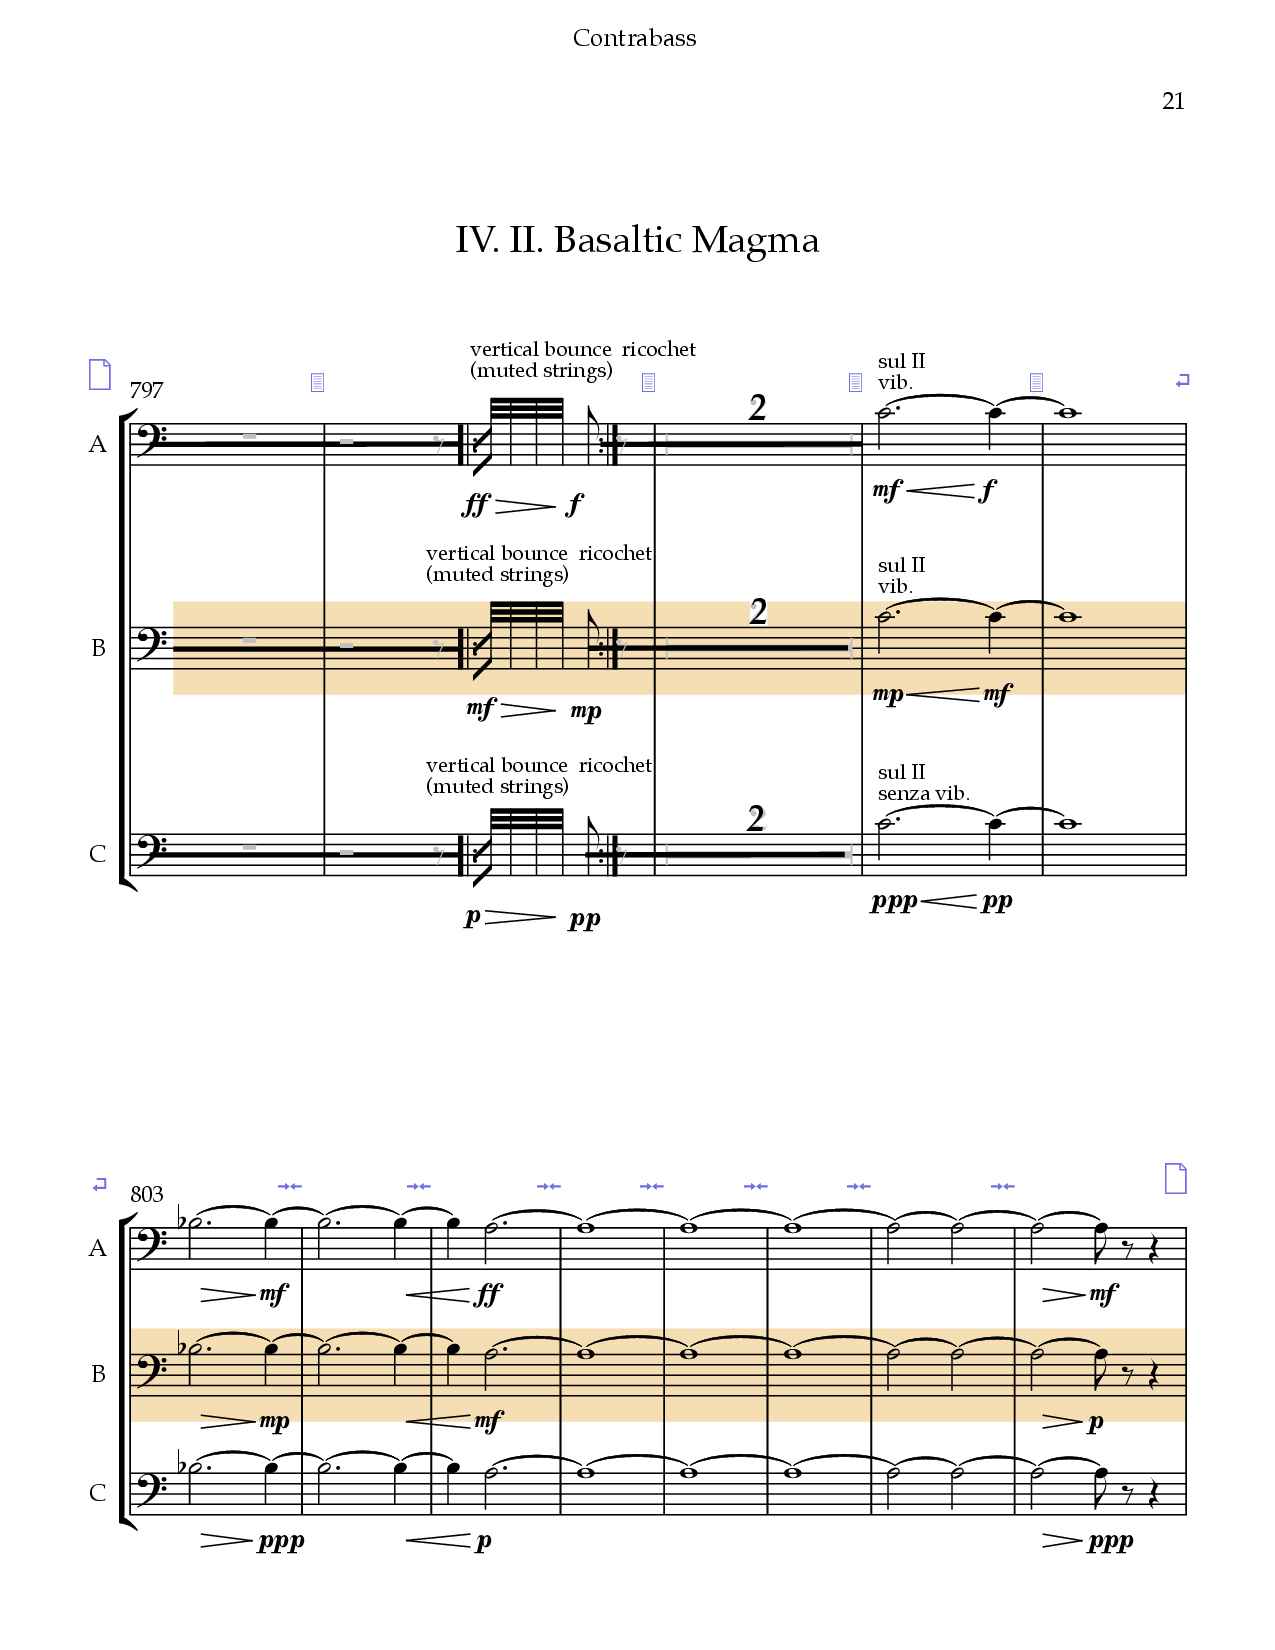 Contrabass
21
IV. II. Basaltic Magma
vertical bounce ricochet
(muted strings)
sul II
vib.
797
2
A
mf f
ff f
vertical bounce ricochet
(muted strings)
sul II
vib.
2
B
mp mf
mf mp
vertical bounce ricochet
(muted strings)
sul II
senza vib.
2
C
ppp pp
p pp
803
A
mf ff mf
B
mp mf p
C
ppp p ppp